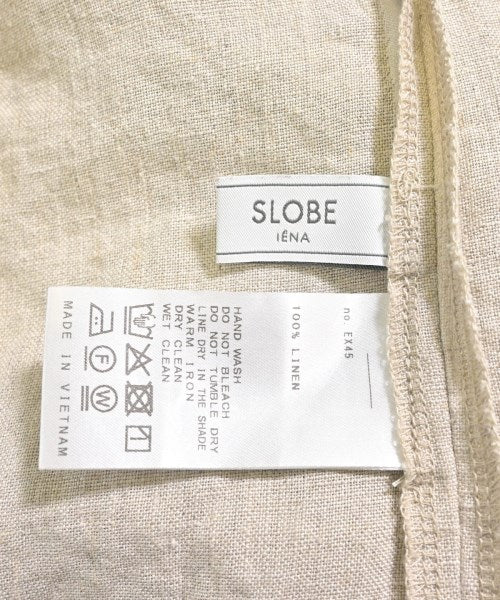 SLOBE
IÉNA
no EX45
100% LINEN
HAND WASH
DO NOT BLEACH
DO NOT TUMBLE DRY
LINE DRY IN THE SHADE
WARM IRON
DRY CLEAN
WET CLEAN
F W
MADE IN VIETNAM